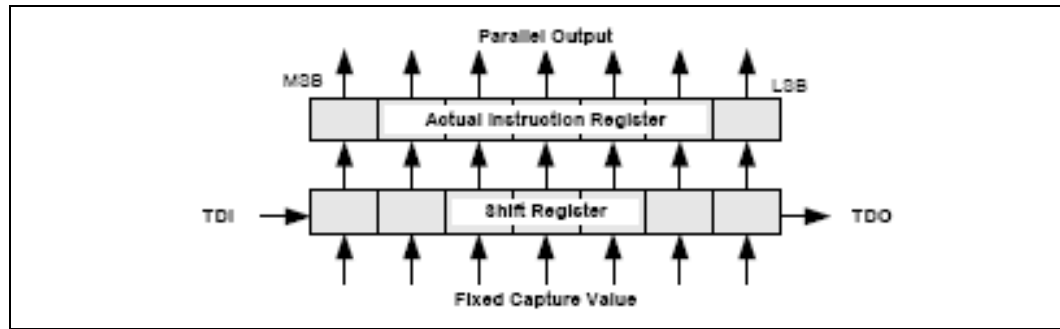 Parallel Output
MSB
LSB
Actual Instruction Register
TDI
Shift Register
TDO
Fixed Capture Value